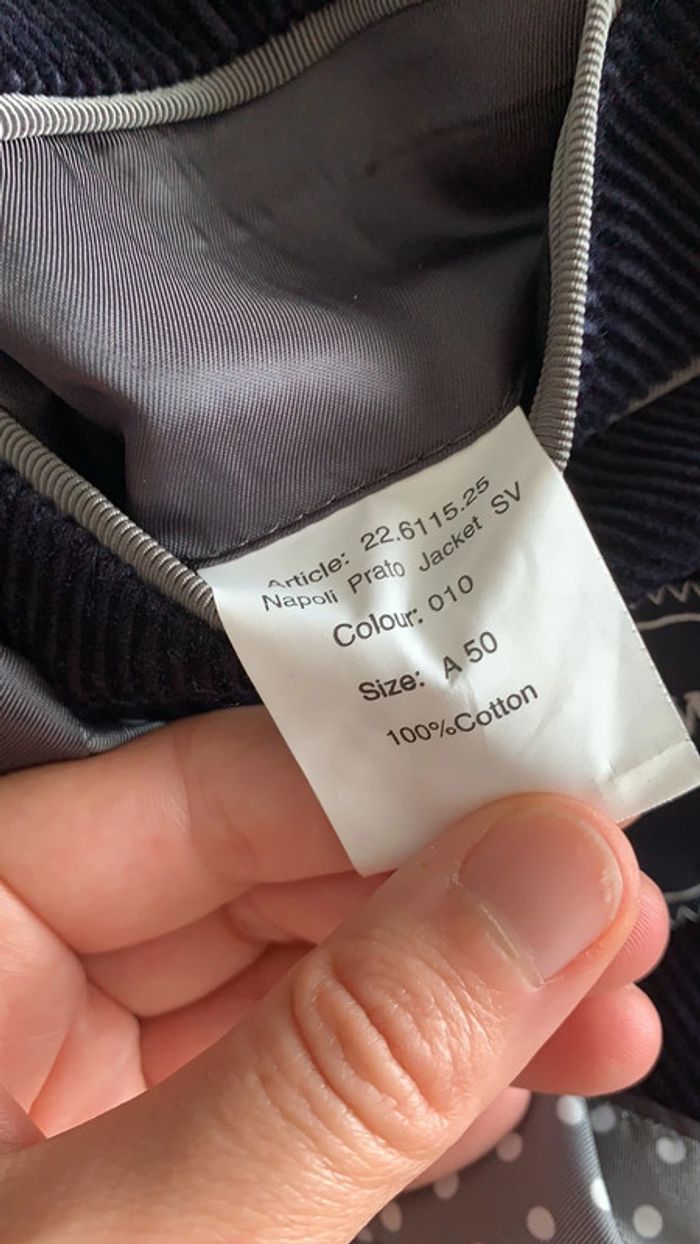 Article: 22.6115.25
Napoli Prato Jacket SV
Colour: 010
Size: A 50
100%Cotton